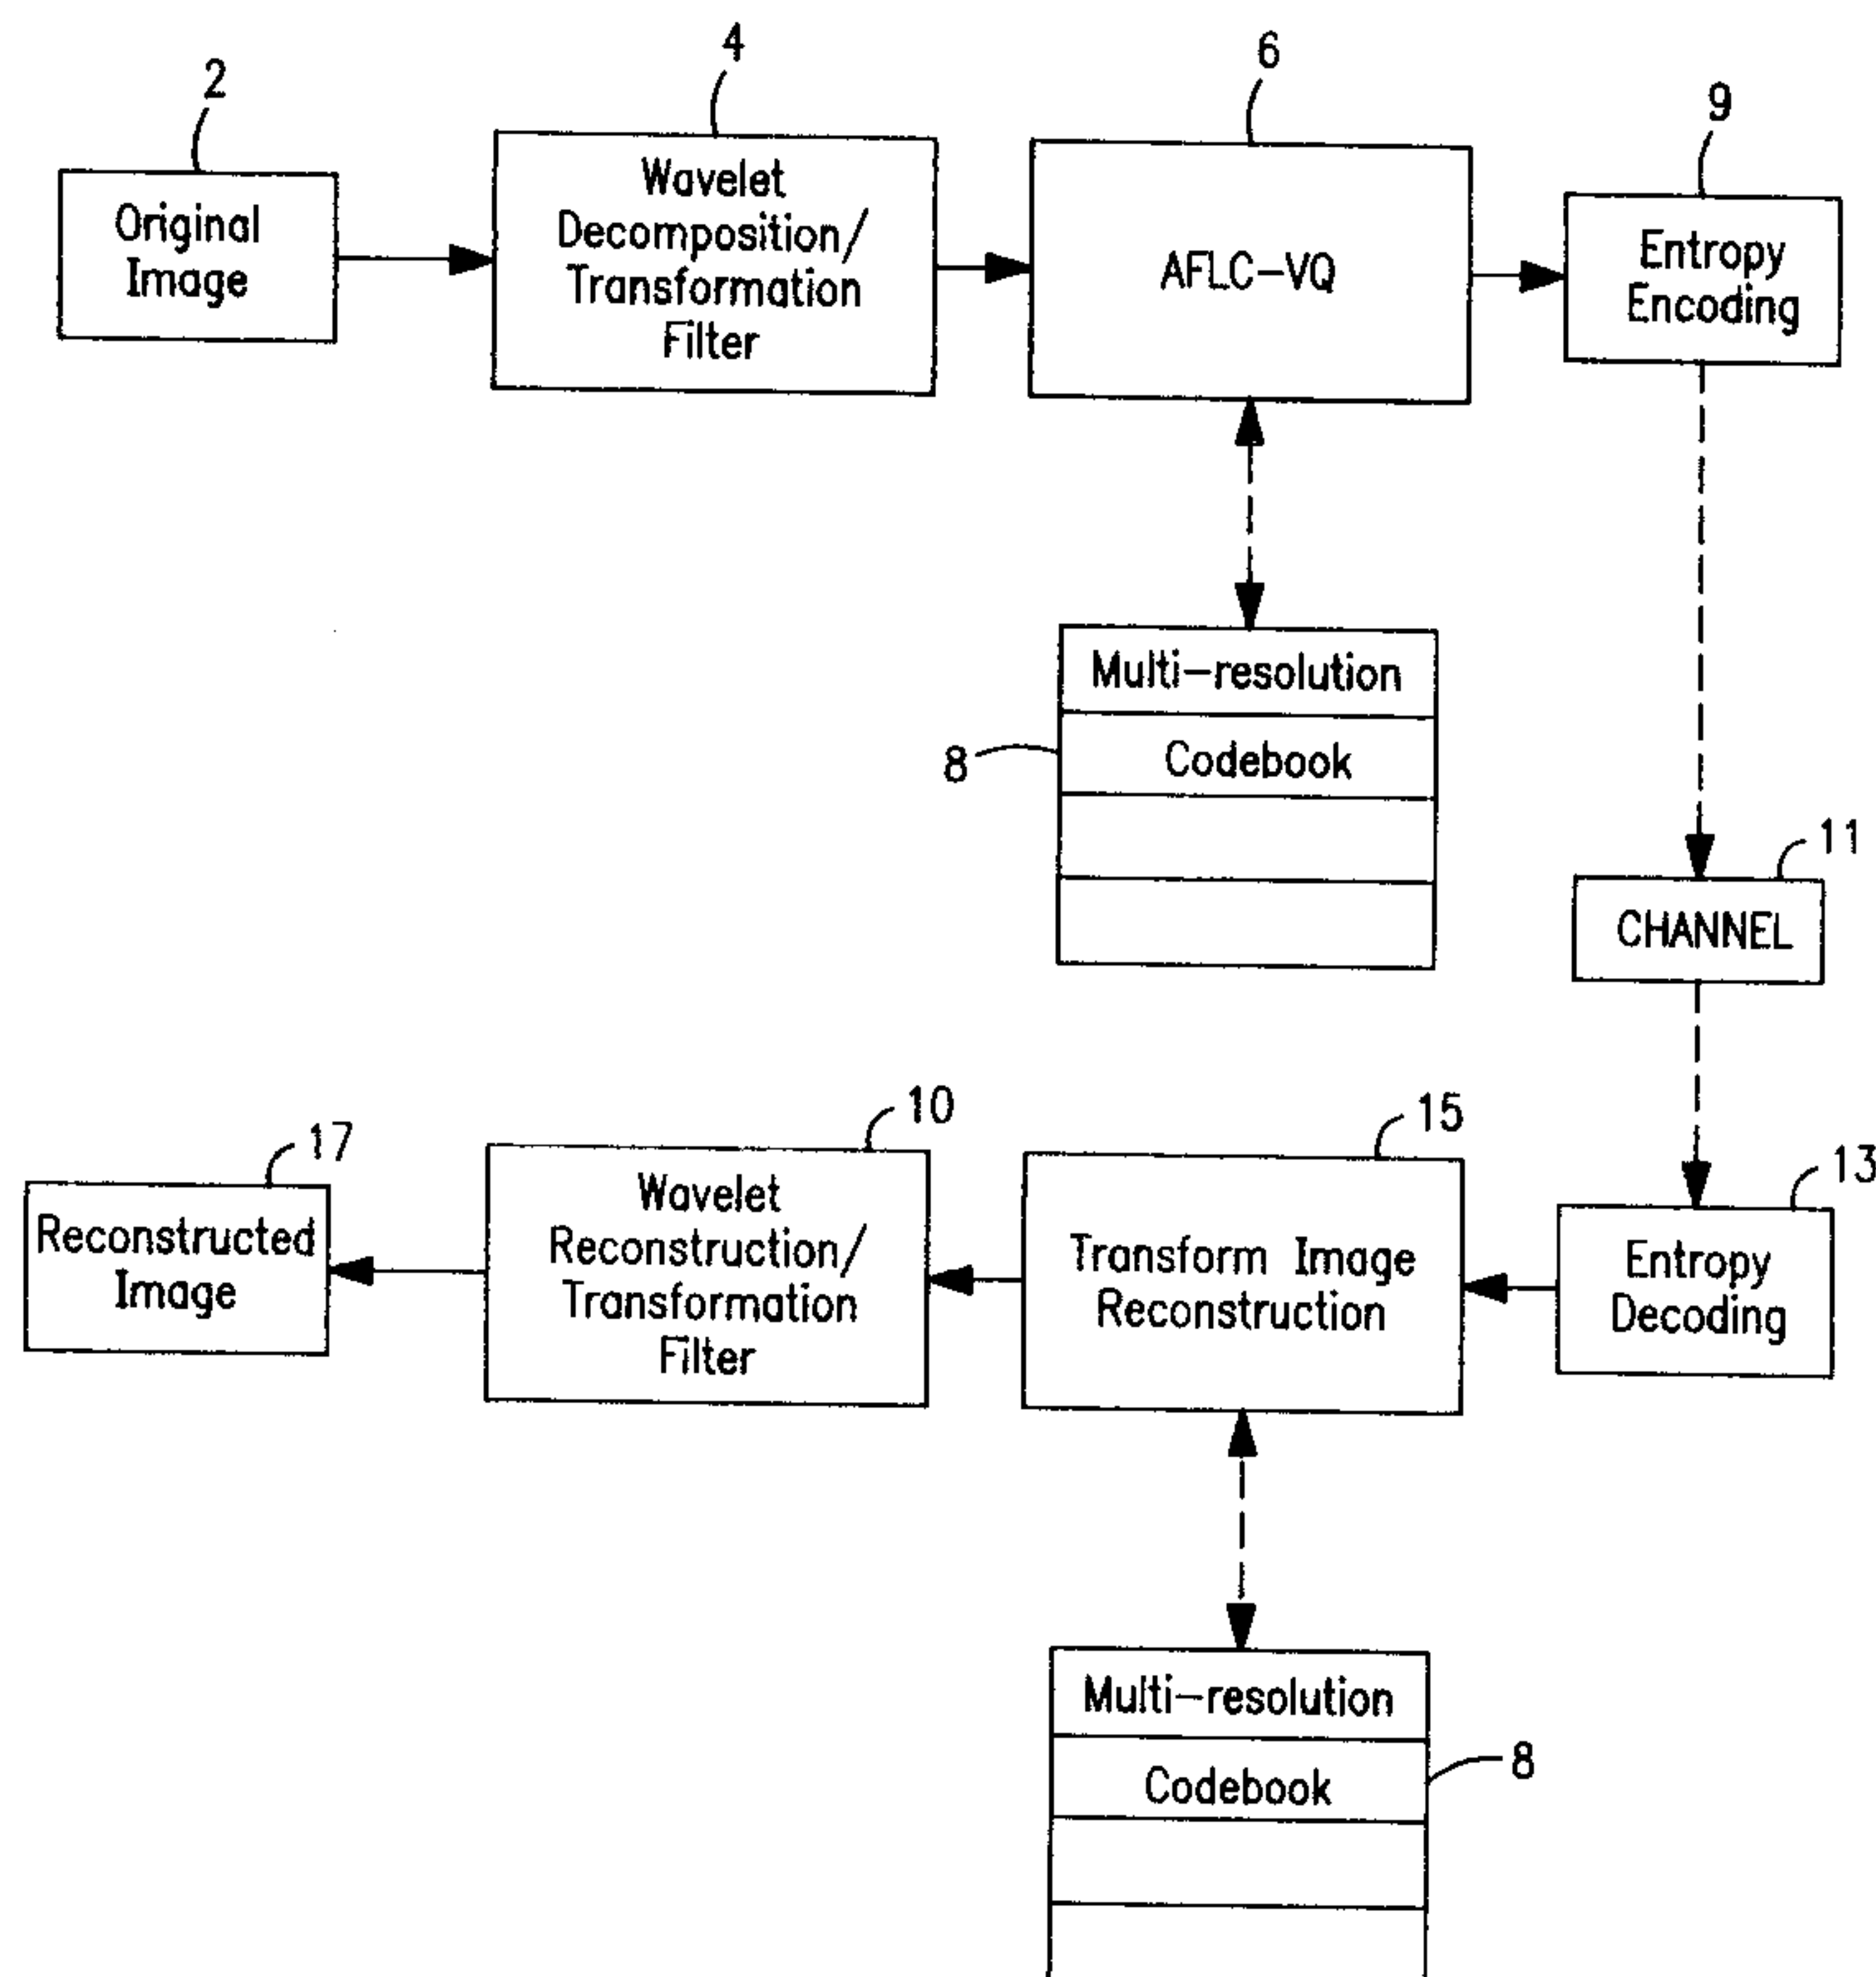 2
4
6
9
Original
Image
Wavelet
Decomposition/
Transformation
Filter
AFLC-VQ
Entropy
Encoding
Multi-resolution
Codebook
8
11
CHANNEL
17
10
15
13
Reconstructed
Image
Wavelet
Reconstruction/
Transformation
Filter
Transform Image
Reconstruction
Entropy
Decoding
Multi-resolution
Codebook
8